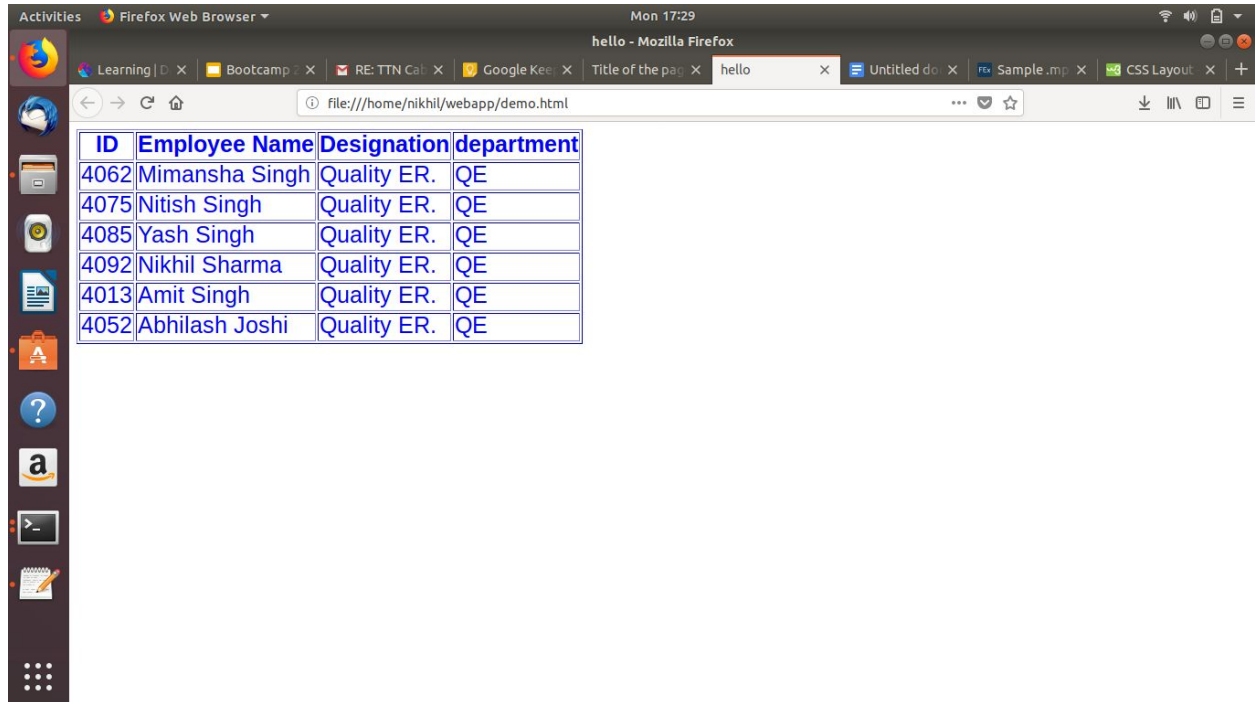 Activities Firefox Web Browser Mon 17:29
hello - Mozilla Firefox
Learning | D Bootcamp 2 RE: TTN Cab Google Kee Title of the pag hello Untitled do Sample .mp CSS Layout
file:///home/nikhil/webapp/demo.html
ID Employee Name Designation department
4062 Mimansha Singh Quality ER. QE
4075 Nitish Singh Quality ER. QE
4085 Yash Singh Quality ER. QE
4092 Nikhil Sharma Quality ER. QE
4013 Amit Singh Quality ER. QE
4052 Abhilash Joshi Quality ER. QE